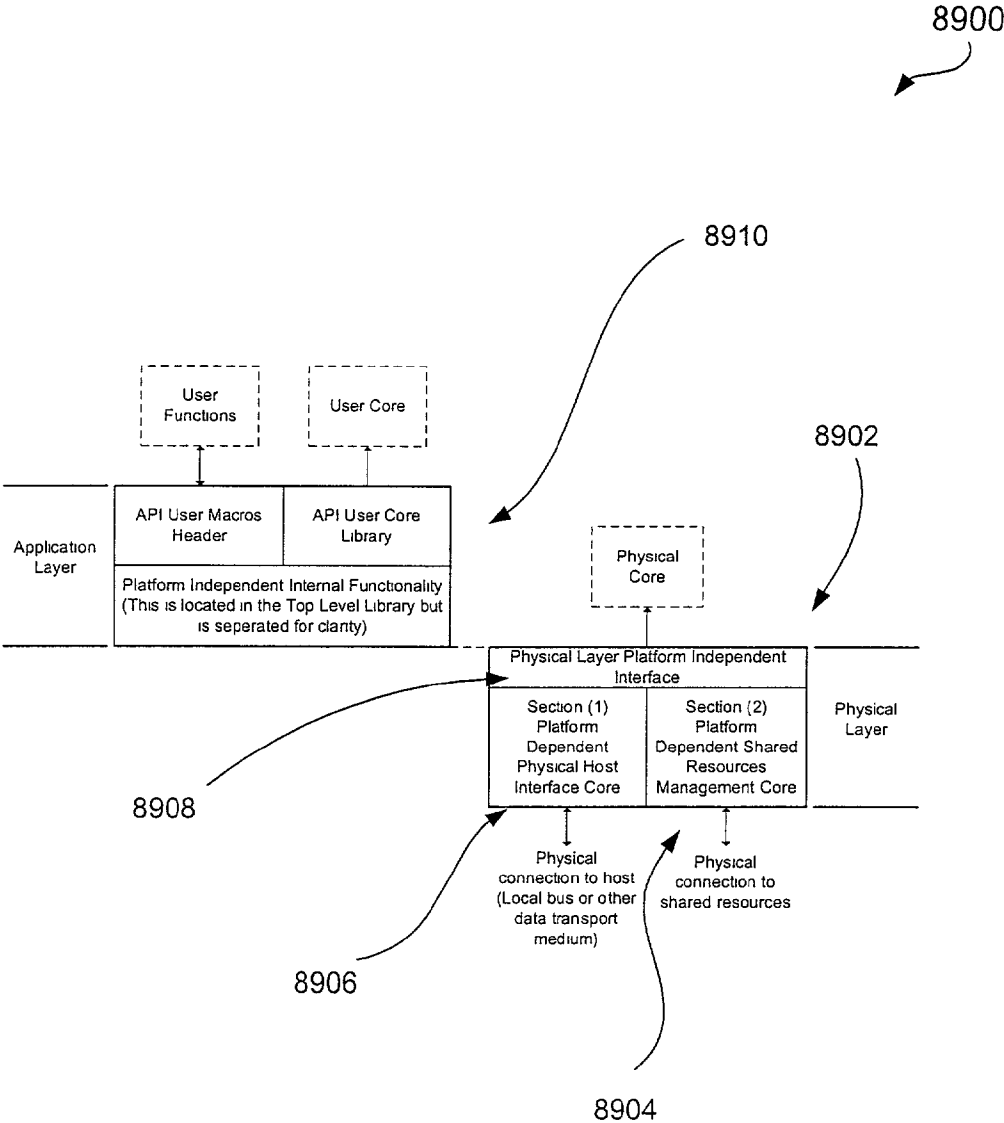 8900
8910
User
Functions
User Core
8902
API User Macros
Header
API User Core
Library
Application
Layer
Platform Independent Internal Functionality
(This is located in the Top Level Library but
is seperated for clarity)
Physical
Core
Physical Layer Platform Independent
Interface
Section (1)
Platform
Dependent
Physical Host
Interface Core
Section (2)
Platform
Dependent Shared
Resources
Management Core
Physical
Layer
8908
Physical
connection to host
(Local bus or other
data transport
medium)
Physical
connection to
shared resources
8906
8904